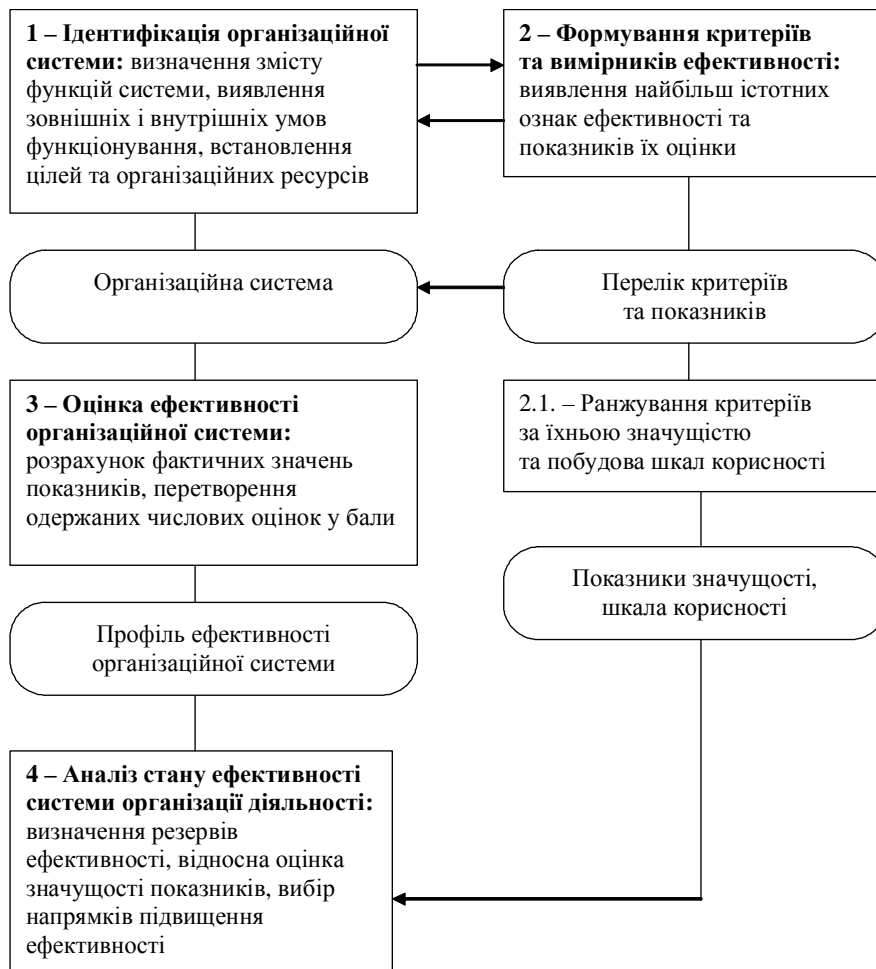 1 – Ідентифікація організаційної
системи: визначення змісту
функцій системи, виявлення
зовнішніх і внутрішніх умов
функціонування, встановлення
цілей та організаційних ресурсів
2 – Формування критеріїв
та вимірників ефективності:
виявлення найбільш істотних
ознак ефективності та
показників їх оцінки
Організаційна система
Перелік критеріїв
та показників
3 – Оцінка ефективності
організаційної системи:
розрахунок фактичних значень
показників, перетворення
одержаних числових оцінок у бали
2.1. – Ранжування критеріїв
за їхньою значущістю
та побудова шкал корисності
Показники значущості,
шкала корисності
Профіль ефективності
організаційної системи
4 – Аналіз стану ефективності
системи організації діяльності:
визначення резервів
ефективності, відносна оцінка
значущості показників, вибір
напрямків підвищення
ефективності